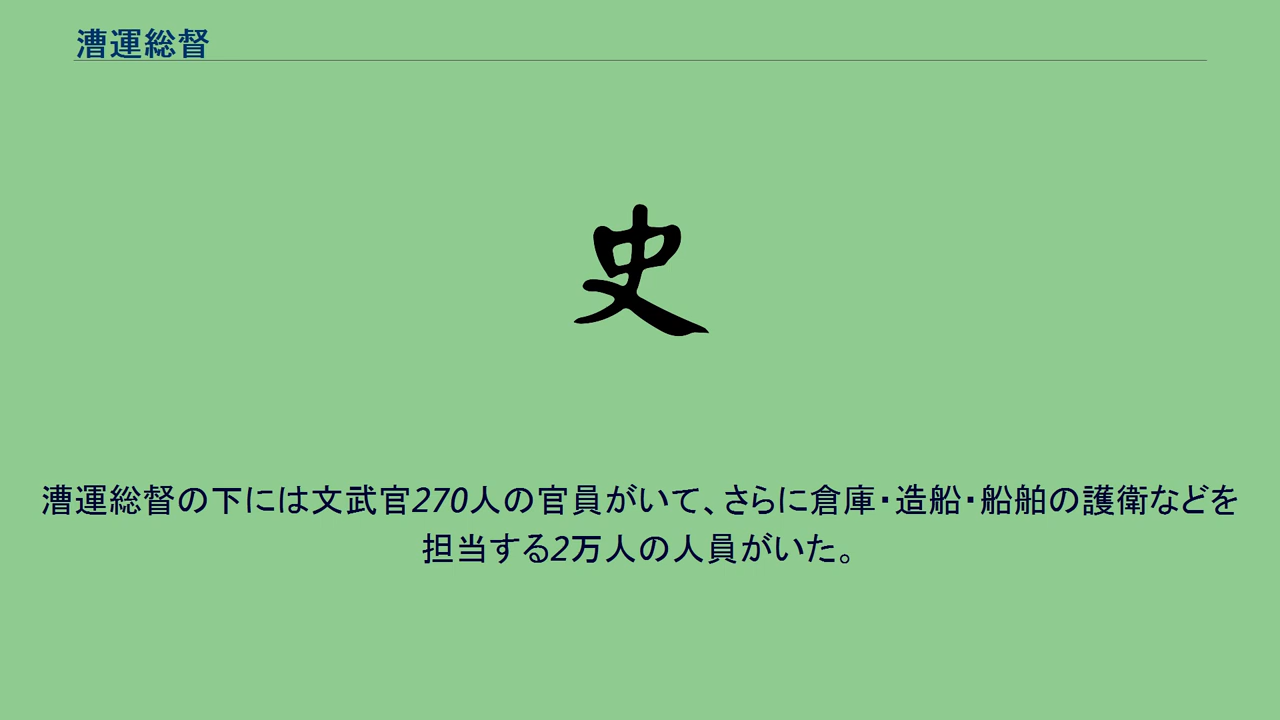 漕運総督
史
漕運総督の下には文武官270人の官員がいて、さらに倉庫・造船・船舶の護衛などを
担当する2万人の人員がいた。